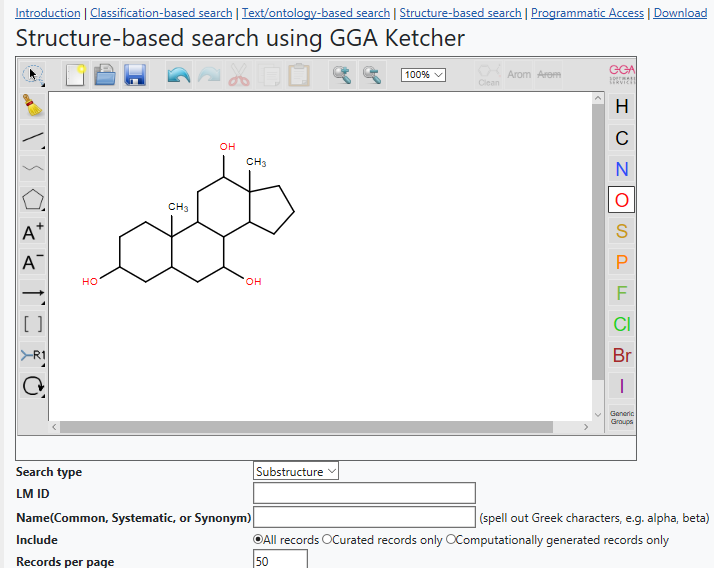 Introduction | Classification-based search | Text/ontology-based search | Structure-based search | Programmatic Access | Download
Structure-based search using GGA Ketcher
100% Clean Arom Arom GGA SOFTWARE SERVICES
H
C
N
O
S
P
F
Cl
Br
I
Generic Groups
A+
A-
[ ]
R1
OH
CH3
CH3
HO
OH
Search type Substructure
LM ID
Name(Common, Systematic, or Synonym) (spell out Greek characters, e.g. alpha, beta)
Include All records Curated records only Computationally generated records only
Records per page 50